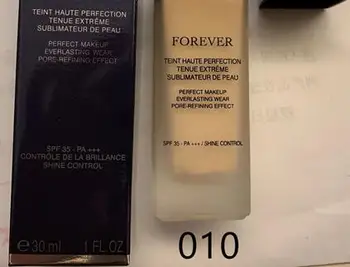 TEINT HAUTE PERFECTION
TENUE EXTRÊME
SUBLIMATEUR DE PEAU
PERFECT MAKEUP
EVERLASTING WEAR
PORE-REFINING EFFECT
SPF 35 - PA +++
CONTRÔLE DE LA BRILLANCE
SHINE CONTROL
℮ 30 ml 1 FL.OZ
FOREVER
TEINT HAUTE PERFECTION
TENUE EXTRÊME
SUBLIMATEUR DE PEAU
PERFECT MAKEUP
EVERLASTING WEAR
PORE-REFINING EFFECT
SPF 35 - PA +++ / SHINE CONTROL
010